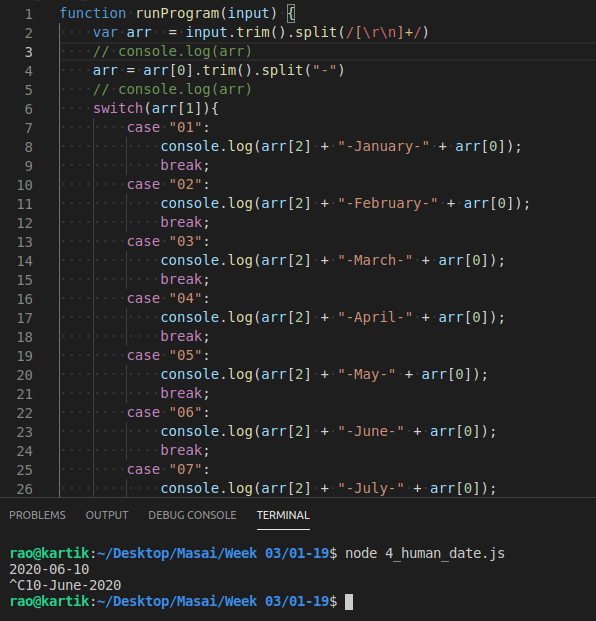 1 function runProgram(input) {
2 var arr = input.trim().split(/[\r\n]+/)
3 // console.log(arr)
4 arr = arr[0].trim().split("-")
5 // console.log(arr)
6 switch(arr[1]){
7 case "01":
8 console.log(arr[2] + "-January-" + arr[0]);
9 break;
10 case "02":
11 console.log(arr[2] + "-February-" + arr[0]);
12 break;
13 case "03":
14 console.log(arr[2] + "-March-" + arr[0]);
15 break;
16 case "04":
17 console.log(arr[2] + "-April-" + arr[0]);
18 break;
19 case "05":
20 console.log(arr[2] + "-May-" + arr[0]);
21 break;
22 case "06":
23 console.log(arr[2] + "-June-" + arr[0]);
24 break;
25 case "07":
26 console.log(arr[2] + "-July-" + arr[0]);
PROBLEMS OUTPUT DEBUG CONSOLE TERMINAL
rao@kartik:~/Desktop/Masai/Week 03/01-19$ node 4_human_date.js
2020-06-10
^C10-June-2020
rao@kartik:~/Desktop/Masai/Week 03/01-19$